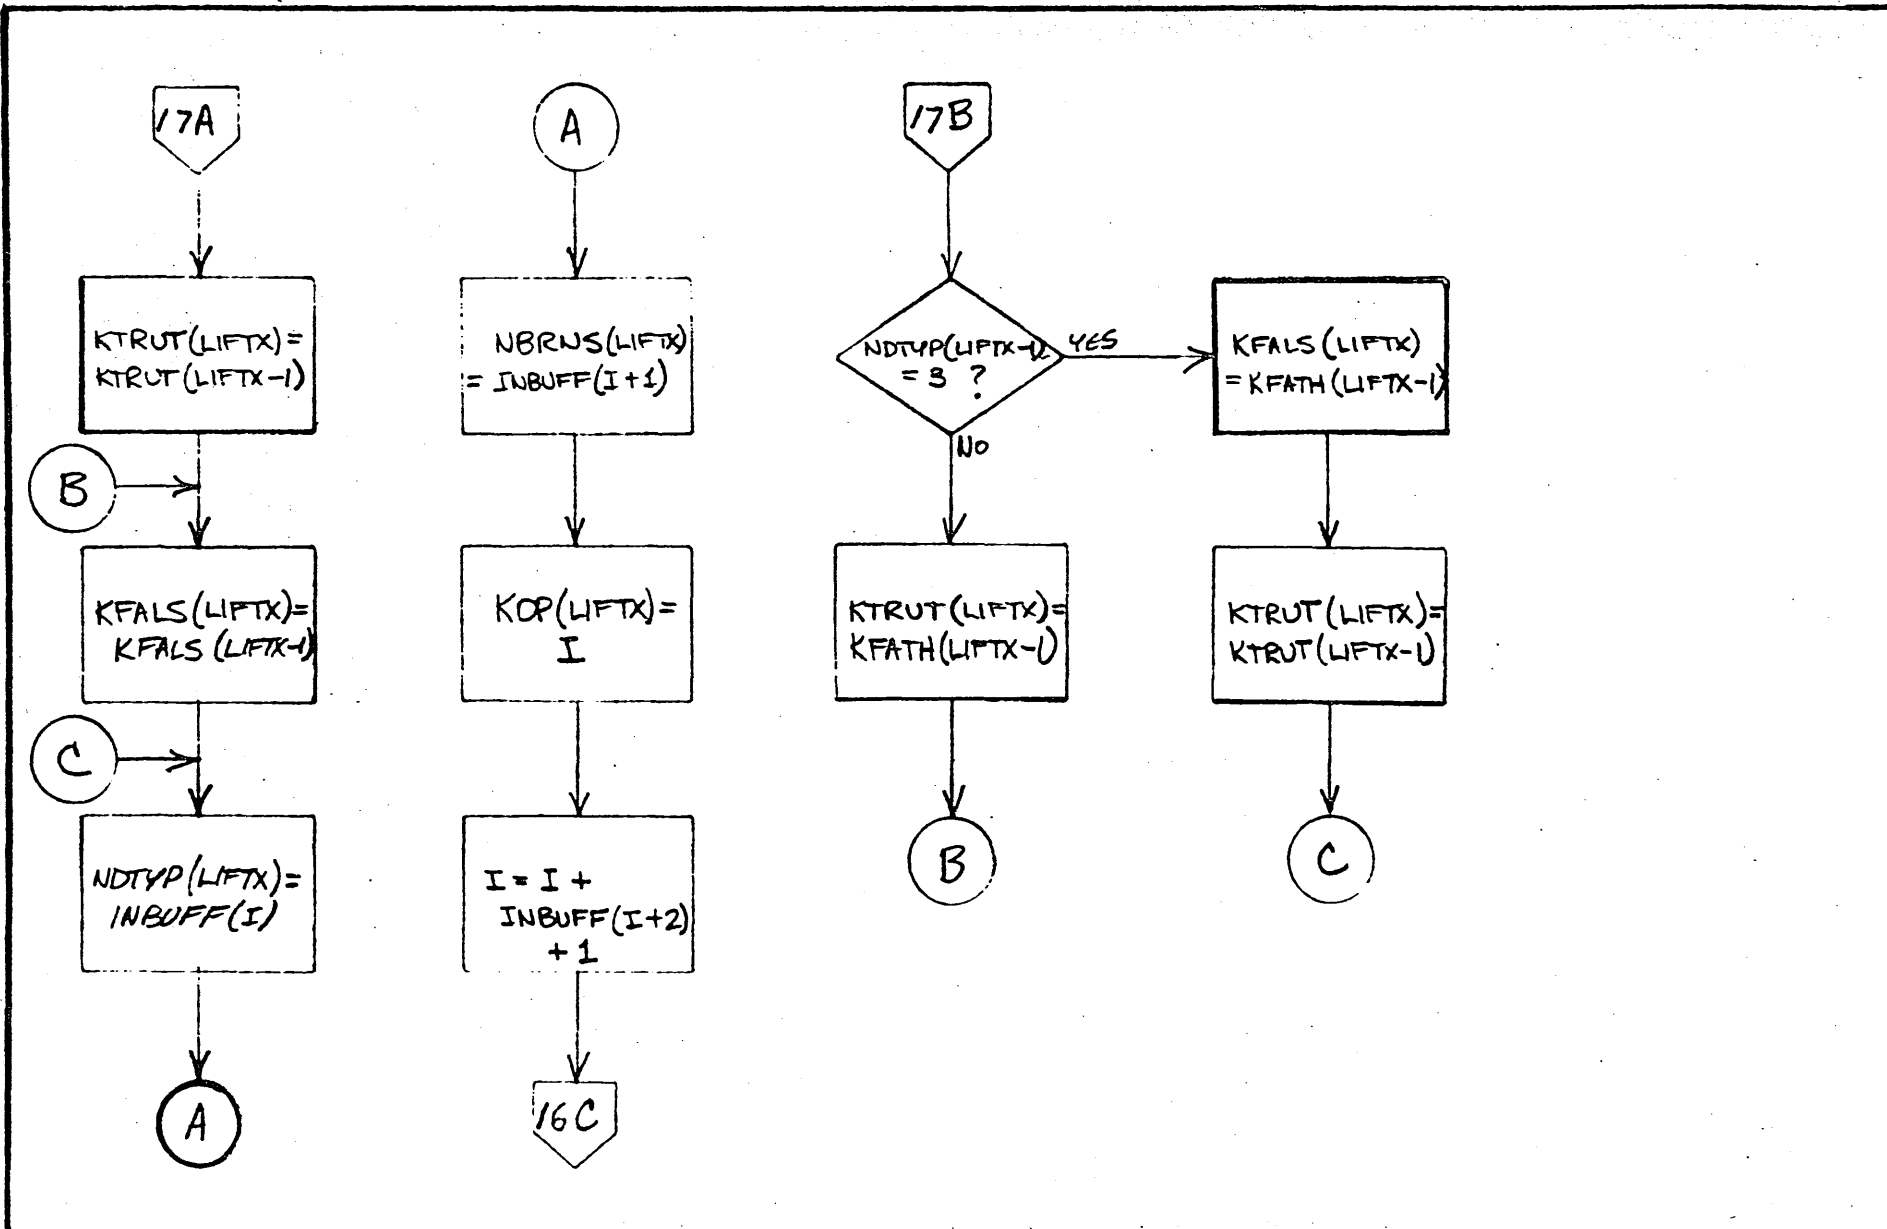 17A
KTRUT(LIFTX)=
KTRUT(LIFTX-1)
B
KFALS(LIFTX)=
KFALS(LIFTX-1)
C
NDTYP(LIFTX)=
INBUFF(I)
A
A
NBRNS(LIFTX)
= INBUFF(I+1)
KOP(LIFTX)=
I
I = I +
INBUFF(I+2)
+ 1
16C
17B
NDTYP(LIFTX-1)
= 3 ?
YES
NO
KTRUT(LIFTX)=
KFATH(LIFTX-1)
B
KFALS(LIFTX)
= KFATH(LIFTX-1)
KTRUT(LIFTX)=
KTRUT(LIFTX-1)
C